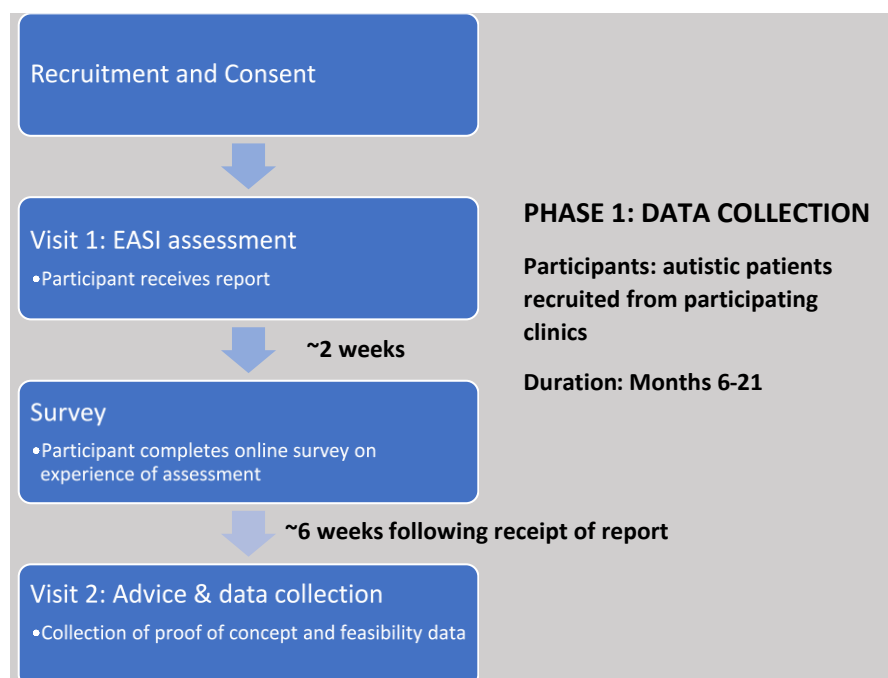 Recruitment and Consent
Visit 1: EASI assessment
•Participant receives report
~2 weeks
Survey
•Participant completes online survey on
experience of assessment
~6 weeks following receipt of report
Visit 2: Advice & data collection
•Collection of proof of concept and feasibility data
PHASE 1: DATA COLLECTION
Participants: autistic patients
recruited from participating
clinics
Duration: Months 6-21